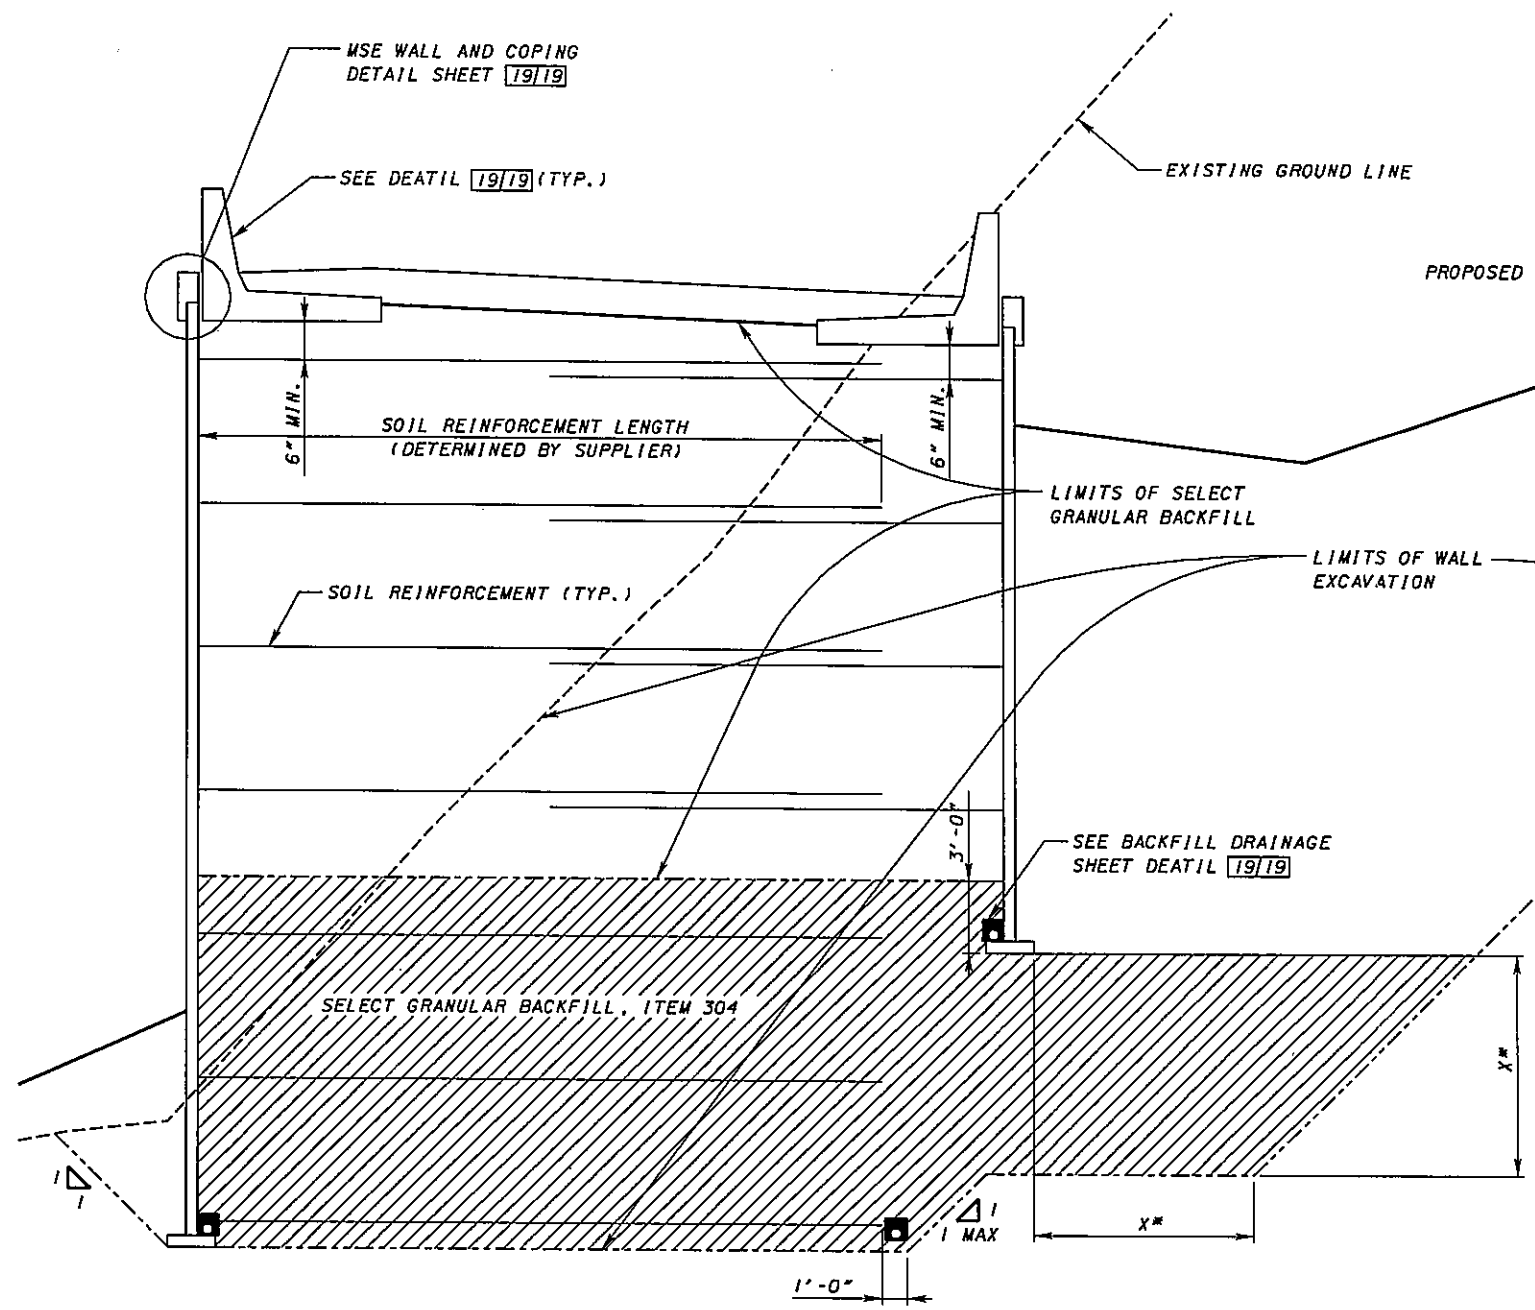 MSE WALL AND COPING
DETAIL SHEET 19/19
SEE DEATIL 19/19 (TYP.)
EXISTING GROUND LINE
PROPOSED
6" MIN.
SOIL REINFORCEMENT LENGTH
(DETERMINED BY SUPPLIER)
6" MIN.
LIMITS OF SELECT
GRANULAR BACKFILL
LIMITS OF WALL
EXCAVATION
SOIL REINFORCEMENT (TYP.)
3'-0"
SEE BACKFILL DRAINAGE
SHEET DEATIL 19/19
SELECT GRANULAR BACKFILL, ITEM 304
X*
1
1
1
1 MAX
X*
1'-0"